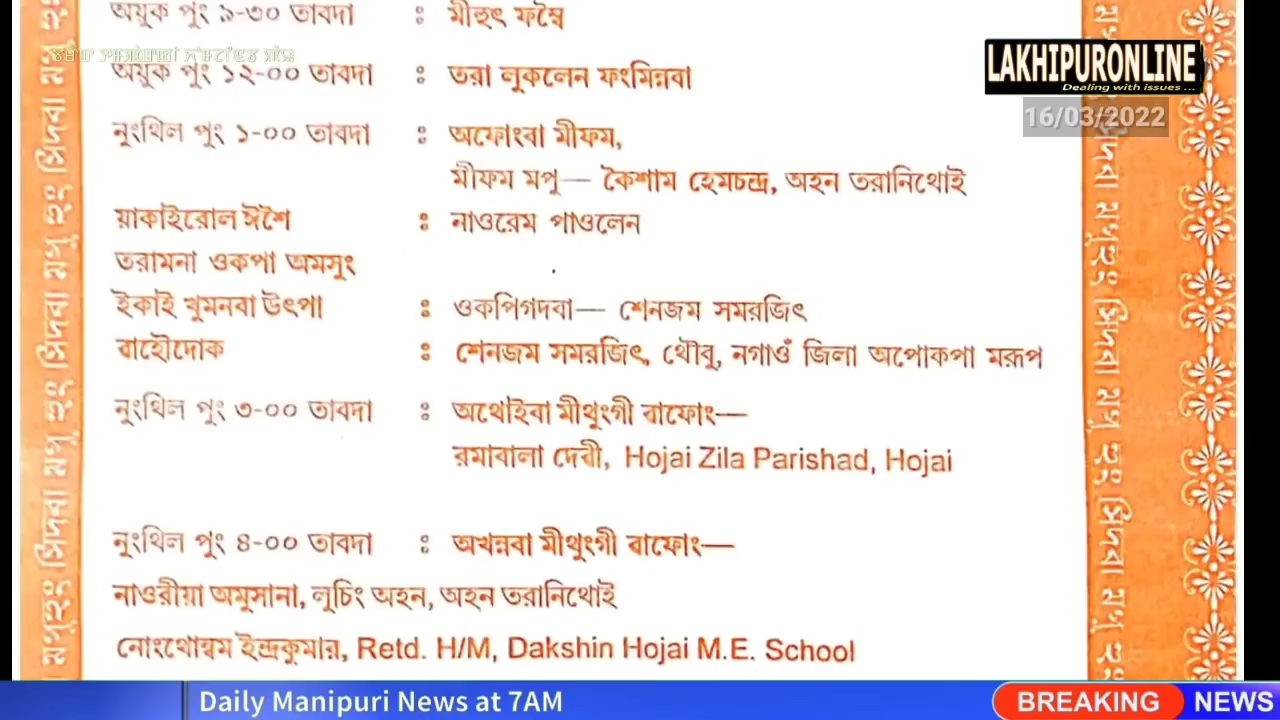 অয়ুক পুং ৯-৩০ তাবদা : মীহুৎ ফম্বৈ
অয়ুক পুং ১২-০০ তাবদা : তরা লুকলেন ফংমিন্নবা
LAKHIPURONLINE
Dealing with issues ...
16/03/2022
নুংথিল পুং ১-০০ তাবদা : অফোংবা মীফম,
মীফম মপু— কৈশাম হেমচন্দ্র, অহন তরানিথোই
য়াকাইরোল ঈশৈ : নাওরেম পাওলেন
তরামনা ওকপা অমসুং
ইকাই খুমনবা উৎপা : ওকপিগদবা— শেনজম সমরজিৎ
ৱাহৌদোক : শেনজম সমরজিৎ, থৌবু, নগাওঁ জিলা অপোকপা মরূপ
নুংথিল পুং ৩-০০ তাবদা : অথোইবা মীথুংগী ৱাফোং—
রমাবালা দেবী, Hojai Zila Parishad, Hojai
নুংথিল পুং ৪-০০ তাবদা : অখন্নবা মীথুংগী ৱাফোং—
নাওরীয়া অমুসানা, লূচিং অহন, অহন তরানিথোই
নোংথোম্বম ইন্দ্রকুমার, Retd. H/M, Dakshin Hojai M.E. School
Daily Manipuri News at 7AM
BREAKING NEWS